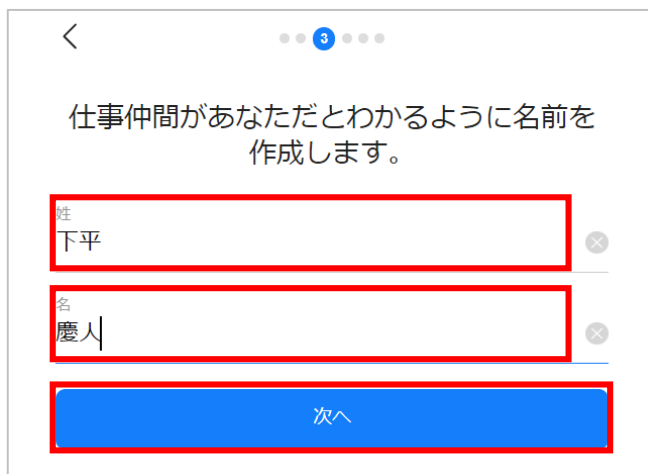 3
仕事仲間があなただとわかるように名前を
作成します。
姓
下平
名
慶人
次へ